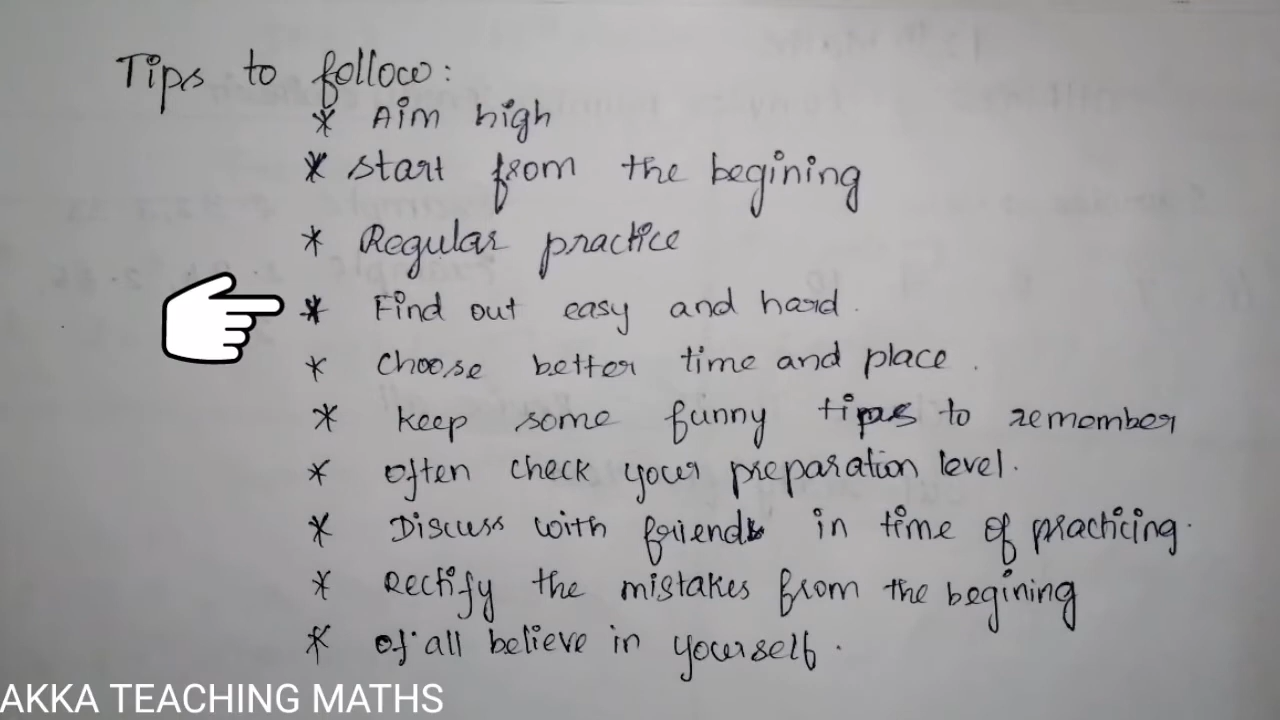 Tips to follow:
* Aim high
* start from the begining
* Regular practice
* Find out easy and hard.
* choose better time and place.
* keep some funny tips to remember
* often check your preparation level.
* Discuss with friends in time of practicing.
* Rectify the mistakes from the begining
* of all believe in yourself.
AKKA TEACHING MATHS